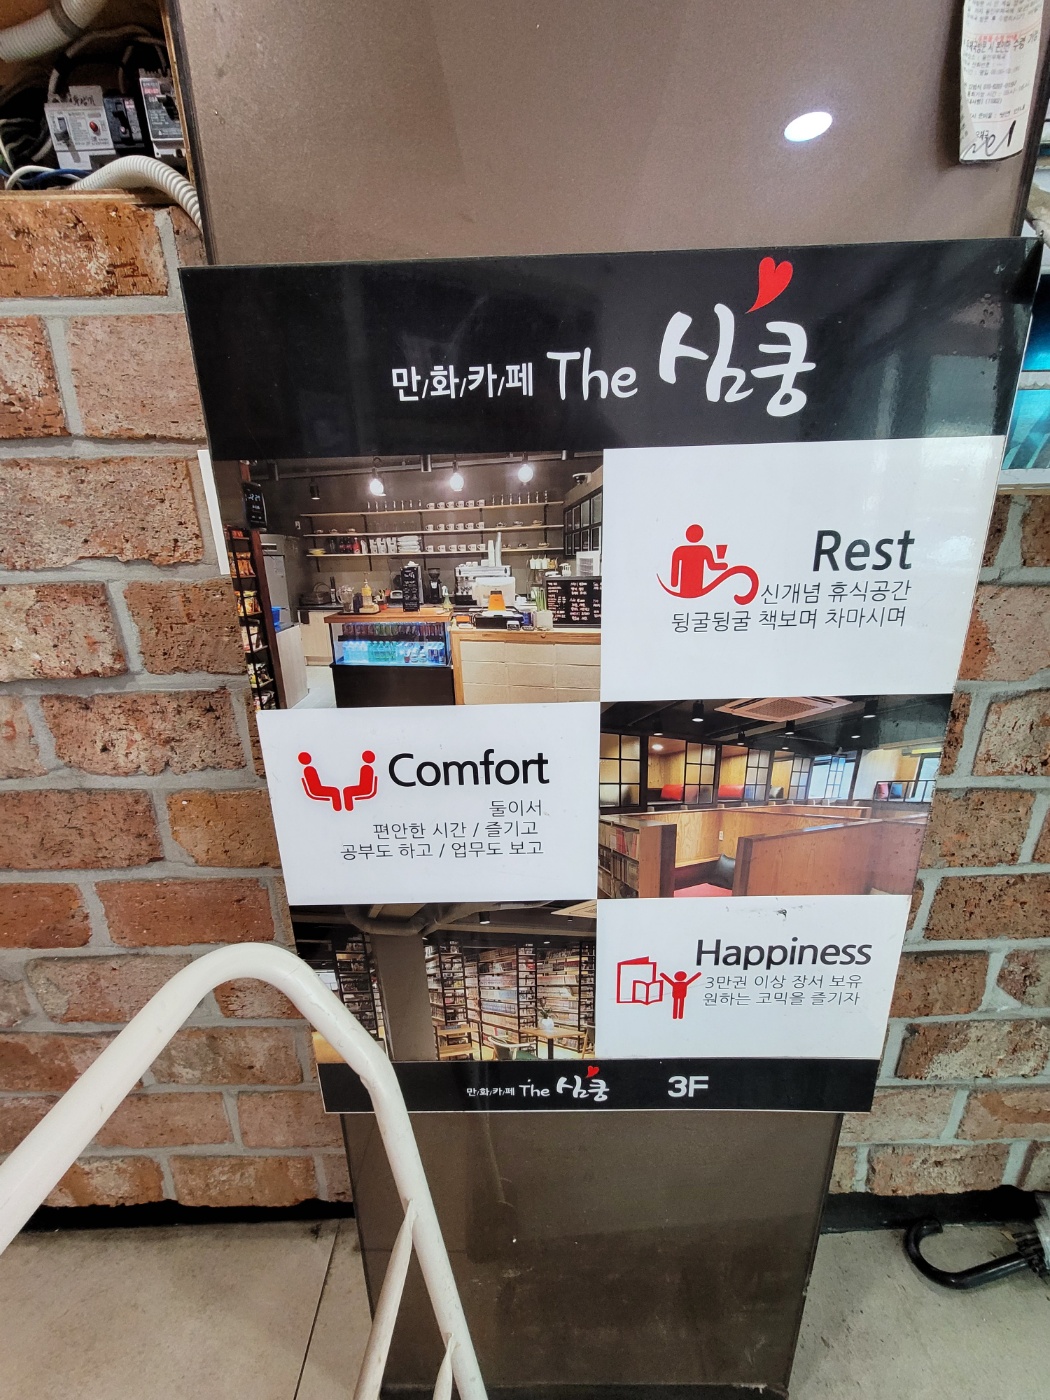 만/화/카/페 The 심쿵
Rest
신개념 휴식공간
뒹굴뒹굴 책보며 차마시며
Comfort
둘이서
편안한 시간 / 즐기고
공부도 하고 / 업무도 보고
Happiness
3만권 이상 장서 보유
원하는 코믹을 즐기자
만/화/카/페 The 심쿵 3F